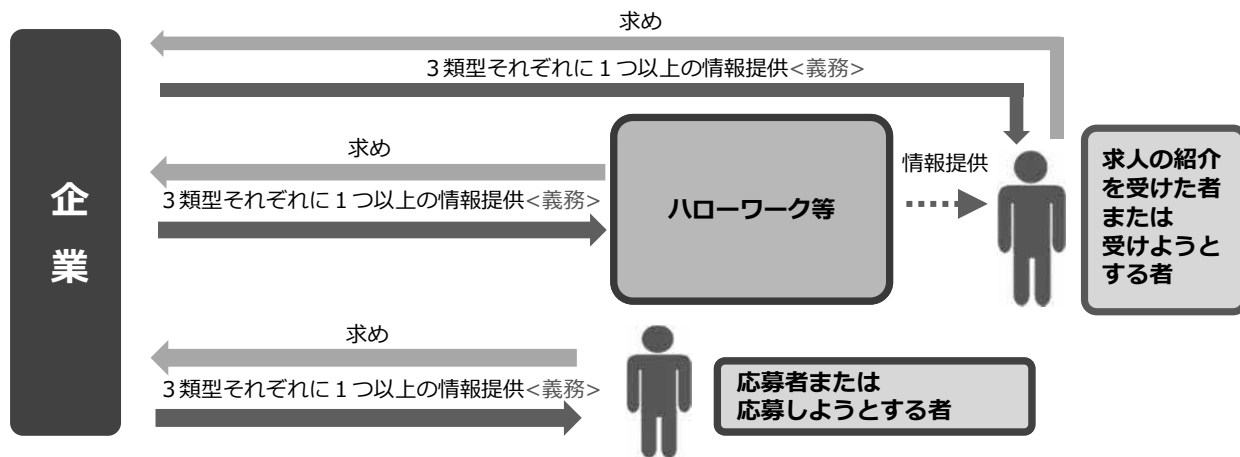 求め
３類型それぞれに１つ以上の情報提供<義務>
企
業
求め
３類型それぞれに１つ以上の情報提供<義務>
ハローワーク等
情報提供
求人の紹介
を受けた者
または
受けようと
する者
求め
３類型それぞれに１つ以上の情報提供<義務>
応募者または
応募しようとする者